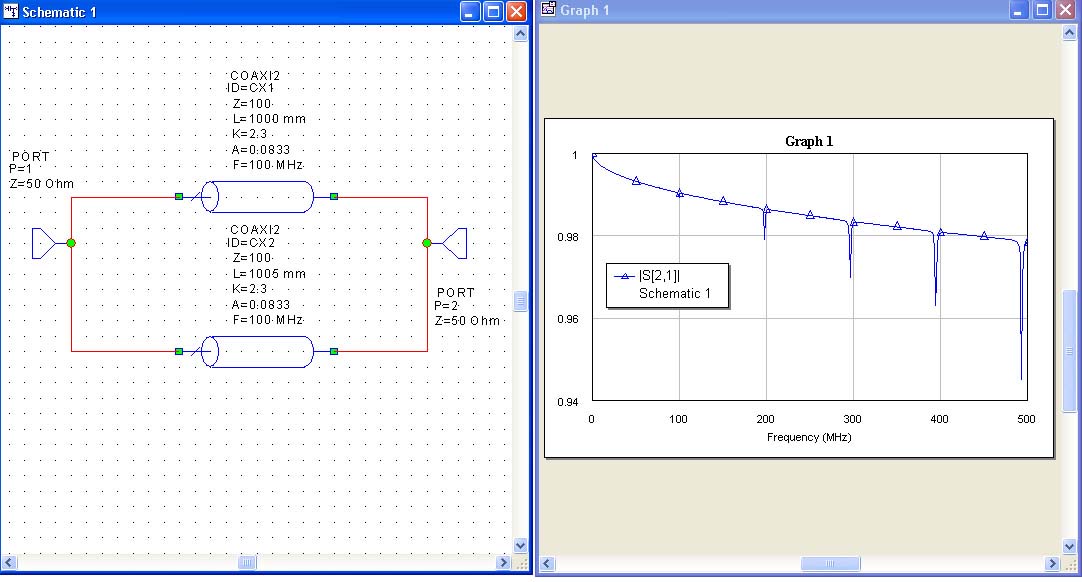 Schematic 1
COAXI2
ID=CX1
Z=100
L=1000 mm
K=2.3
A=0.0833
F=100 MHz
PORT
P=1
Z=50 Ohm
COAXI2
ID=CX2
Z=100
L=1005 mm
K=2.3
A=0.0833
F=100 MHz
PORT
P=2
Z=50 Ohm
Graph 1
Graph 1
1
0.98
0.96
0.94
|S[2,1]|
Schematic 1
0 100 200 300 400 500
Frequency (MHz)